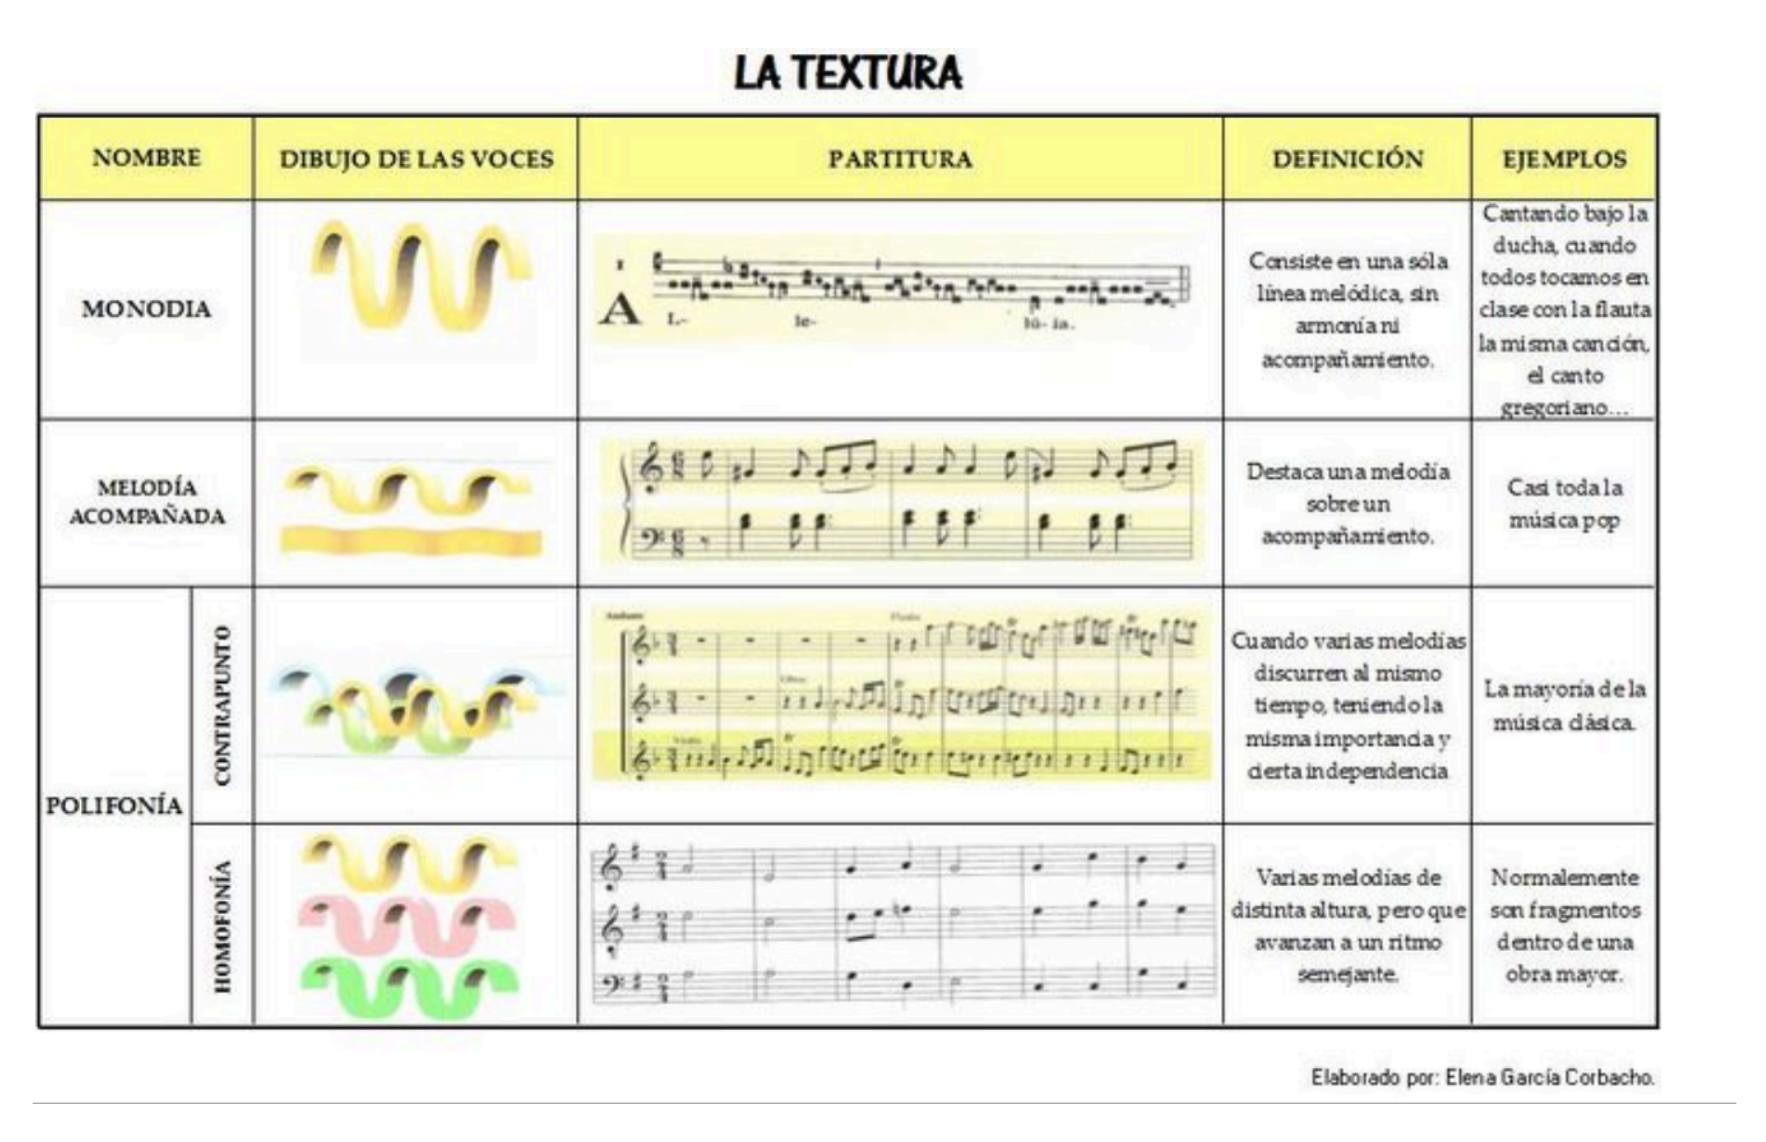 LA TEXTURA
NOMBRE
DIBUJO DE LAS VOCES
PARTITURA
DEFINICIÓN
EJEMPLOS
MONODIA
I
A
L-
le-
lú- ia.
Consiste en una sóla
línea melódica, sin
armonía ni
acompañamiento.
Cantando bajo la
ducha, cuando
todos tocamos en
clase con la flauta
la misma canción,
el canto
gregoriano...
MELODÍA
ACOMPAÑADA
Destaca una melodía
sobre un
acompañamiento.
Casi toda la
música pop
POLIFONÍA
CONTRAPUNTO
Andante
Cuando varias melodías
discurren al mismo
tiempo, teniendo la
misma importancia y
cierta independencia
La mayoría de la
música clásica.
HOMOFONÍA
Varias melodías de
distinta altura, pero que
avanzan a un ritmo
semejante.
Normalemente
son fragmentos
dentro de una
obra mayor.
Elaborado por: Elena García Corbacho.